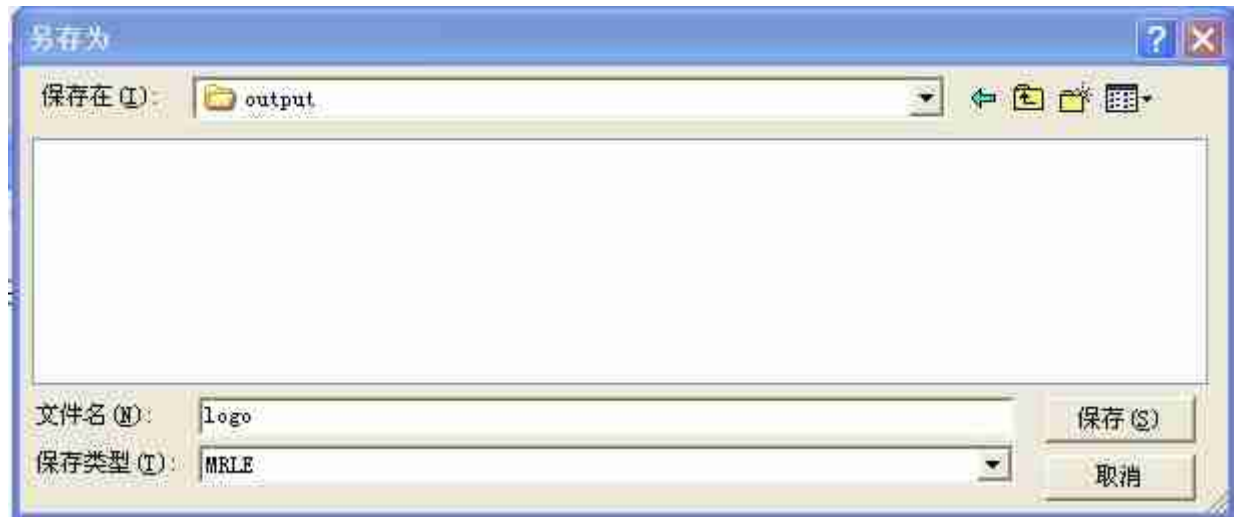 另存为
保存在(I):
output
文件名(N):
logo
保存(S)
保存类型(T):
MRLE
取消